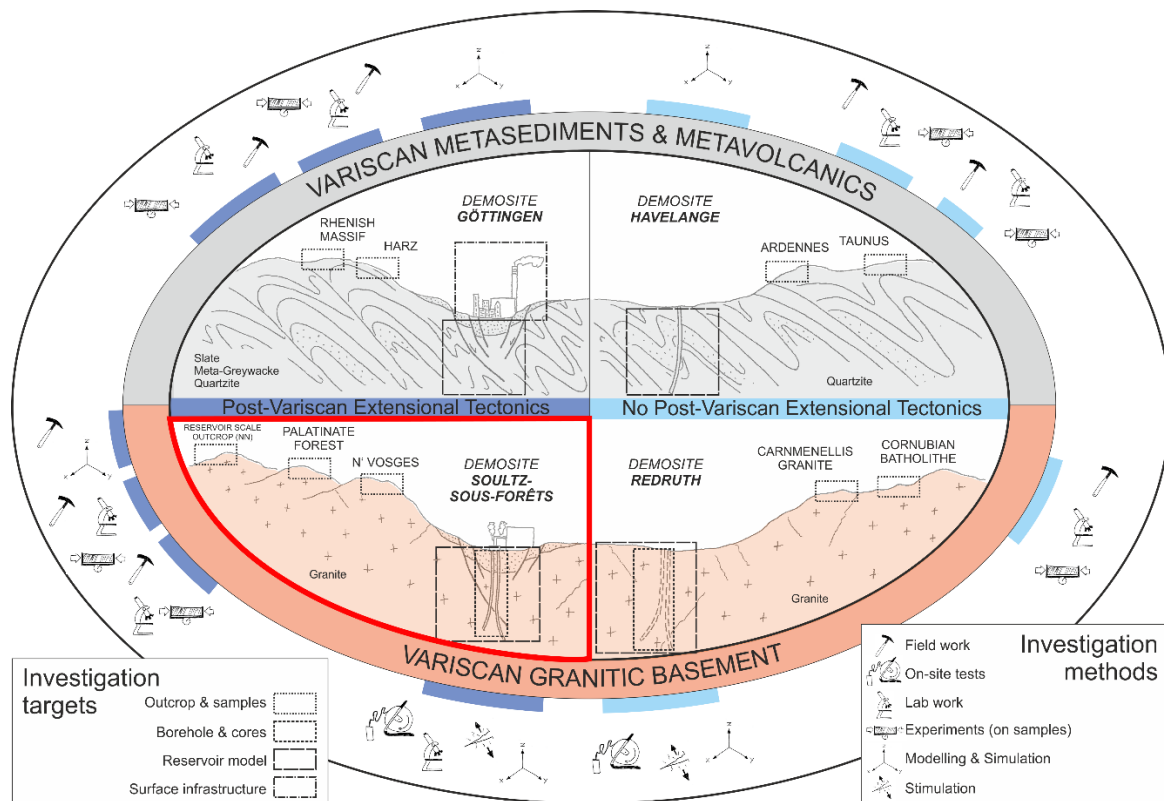 VARISCAN METASEDIMENTS & METAVOLCANICS
DEMOSITE
GÖTTINGEN
DEMOSITE
HAVELANGE
RHENISH
MASSIF
HARZ
ARDENNES
TAUNUS
Slate
Meta-Greywacke
Quartzite
Quartzite
Post-Variscan Extensional Tectonics
No Post-Variscan Extensional Tectonics
RESERVOIR SCALE
OUTCROP (NN)
PALATINATE
FOREST
N' VOSGES
DEMOSITE
SOULTZ-
SOUS-FORÊTS
DEMOSITE
REDRUTH
CARNMENELLIS
GRANITE
CORNUBIAN
BATHOLITHE
Granite
Granite
VARISCAN GRANITIC BASEMENT
Investigation
targets
Outcrop & samples
Borehole & cores
Reservoir model
Surface infrastructure
Investigation
methods
Field work
On-site tests
Lab work
Experiments (on samples)
Modelling & Simulation
Stimulation
z
x
y
z
x
y
z
x
y
z
x
y
z
x
y
z
x
y